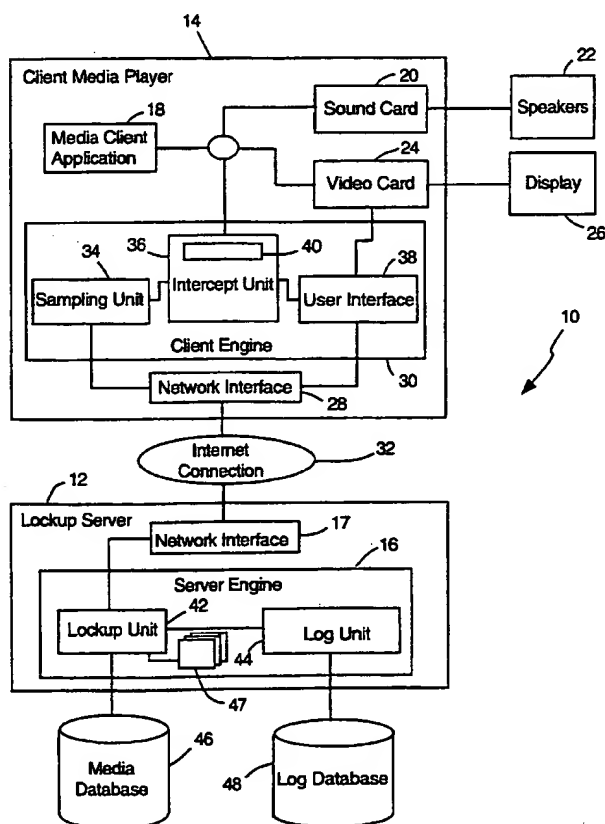 14
Client Media Player
20
22
18
Sound Card
Speakers
Media Client
Application
24
Video Card
Display
26
36
40
34
38
Sampling Unit
Intercept Unit
User Interface
10
Client Engine
30
Network Interface
28
Internet
Connection
32
12
Lockup Server
Network Interface
17
16
Server Engine
42
Lockup Unit
Log Unit
44
47
46
Media
Database
48
Log Database